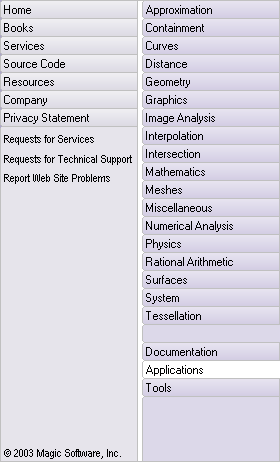 Home
Books
Services
Source Code
Resources
Company
Privacy Statement
Requests for Services
Requests for Technical Support
Report Web Site Problems
© 2003 Magic Software, Inc.
Approximation
Containment
Curves
Distance
Geometry
Graphics
Image Analysis
Interpolation
Intersection
Mathematics
Meshes
Miscellaneous
Numerical Analysis
Physics
Rational Arithmetic
Surfaces
System
Tessellation
Documentation
Applications
Tools